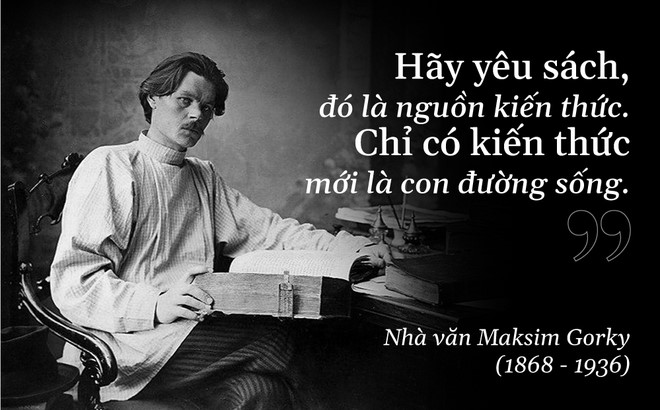 Hãy yêu sách,
đó là nguồn kiến thức.
Chỉ có kiến thức
mới là con đường sống.
”
Nhà văn Maksim Gorky
(1868 - 1936)